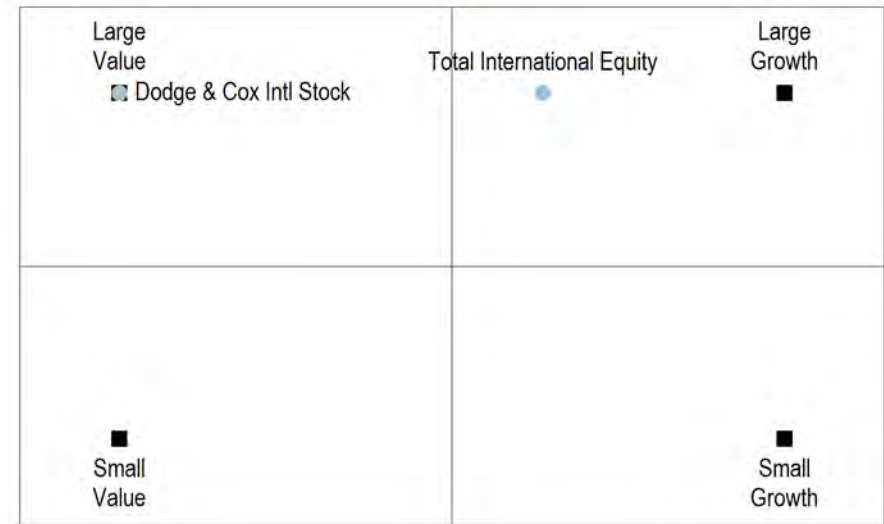 Large
Value
Dodge & Cox Intl Stock
Total International Equity
Large
Growth
Small
Value
Small
Growth